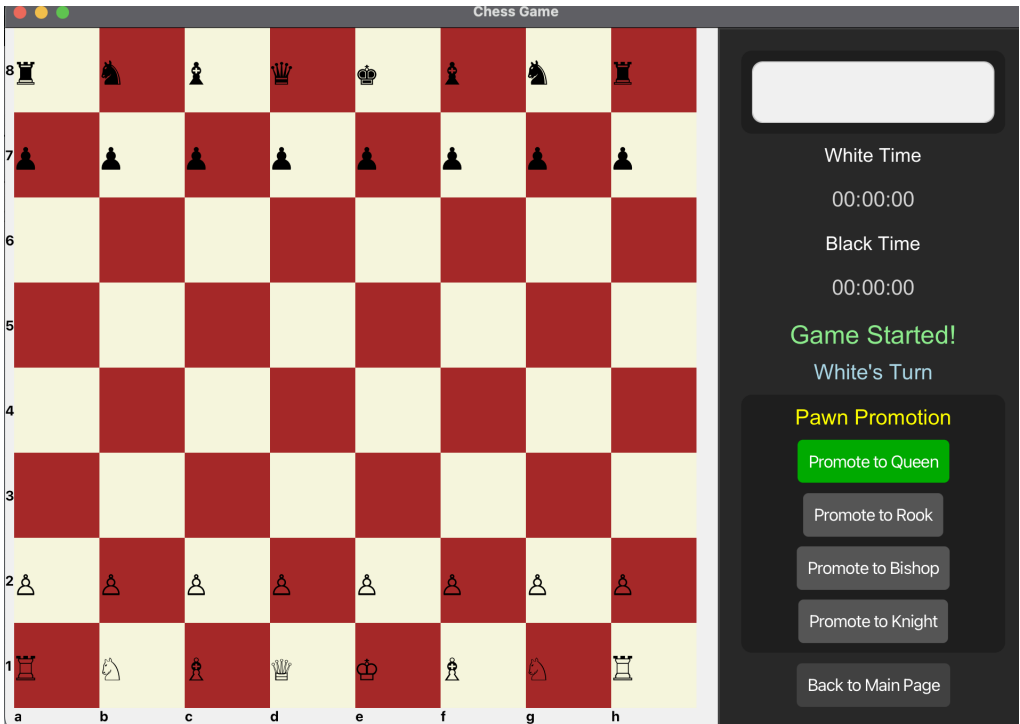 Chess Game
8
7
6
5
4
3
2
1
a b c d e f g h
White Time
00:00:00
Black Time
00:00:00
Game Started!
White's Turn
Pawn Promotion
Promote to Queen
Promote to Rook
Promote to Bishop
Promote to Knight
Back to Main Page